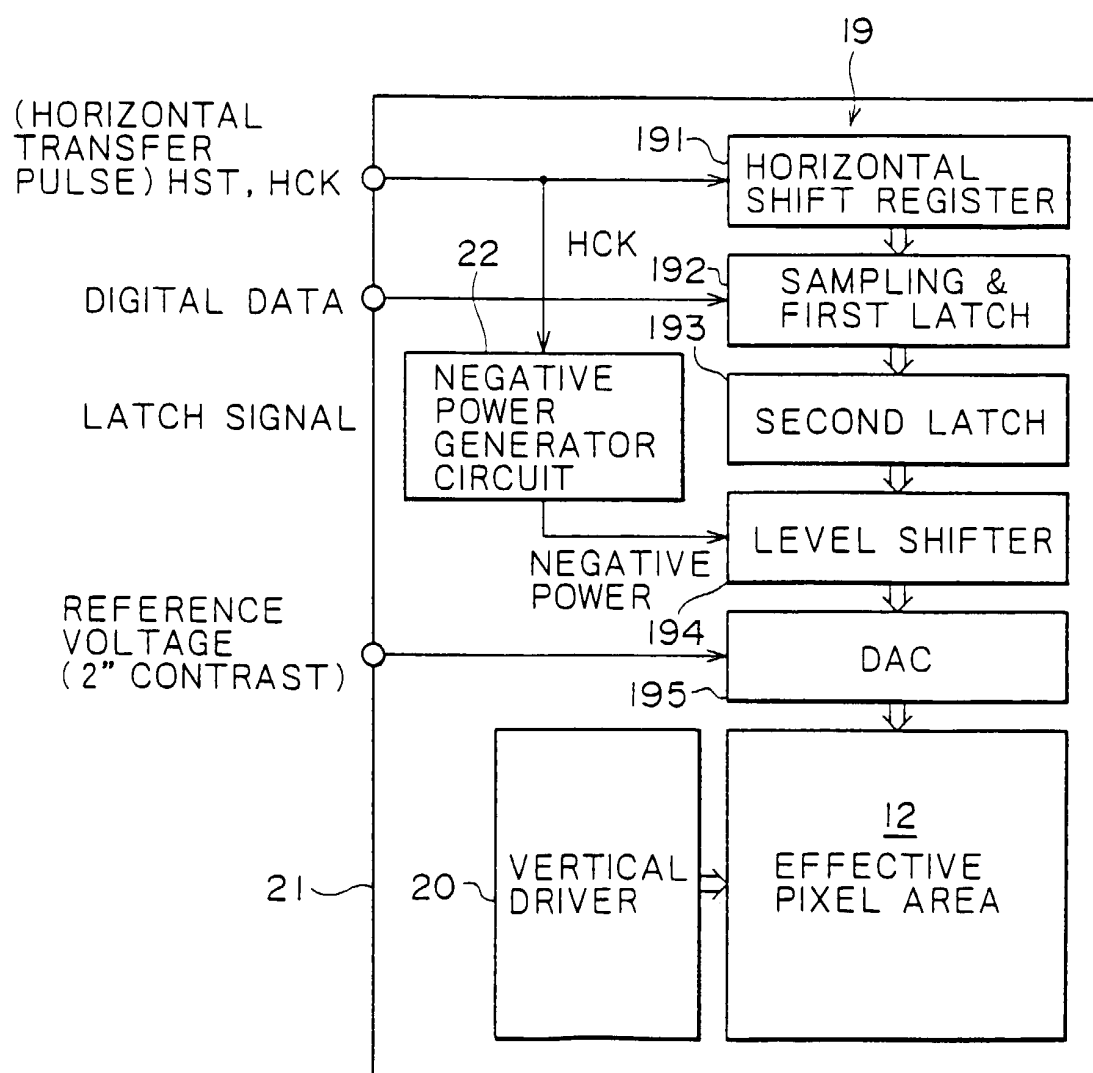 19
(HORIZONTAL
TRANSFER
PULSE) HST, HCK
191
HORIZONTAL
SHIFT REGISTER
HCK
22
192
DIGITAL DATA
SAMPLING &
FIRST LATCH
193
LATCH SIGNAL
NEGATIVE
POWER
GENERATOR
CIRCUIT
SECOND LATCH
LEVEL SHIFTER
NEGATIVE
POWER
194
REFERENCE
VOLTAGE
(2" CONTRAST)
DAC
195
12
EFFECTIVE
PIXEL AREA
21
20
VERTICAL
DRIVER